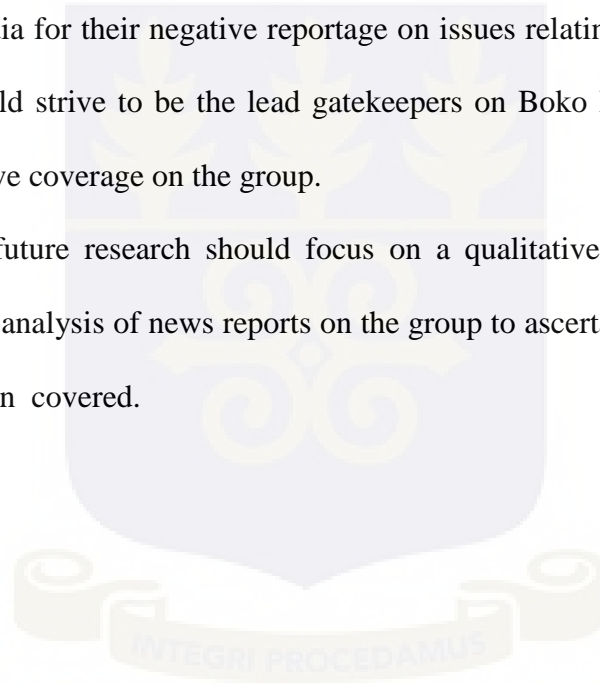 dia for their negative reportage on issues relatin
ld strive to be the lead gatekeepers on Boko
ve coverage on the group.
future research should focus on a qualitative
analysis of news reports on the group to ascert
n covered.
INTEGRI PROCEDAMUS